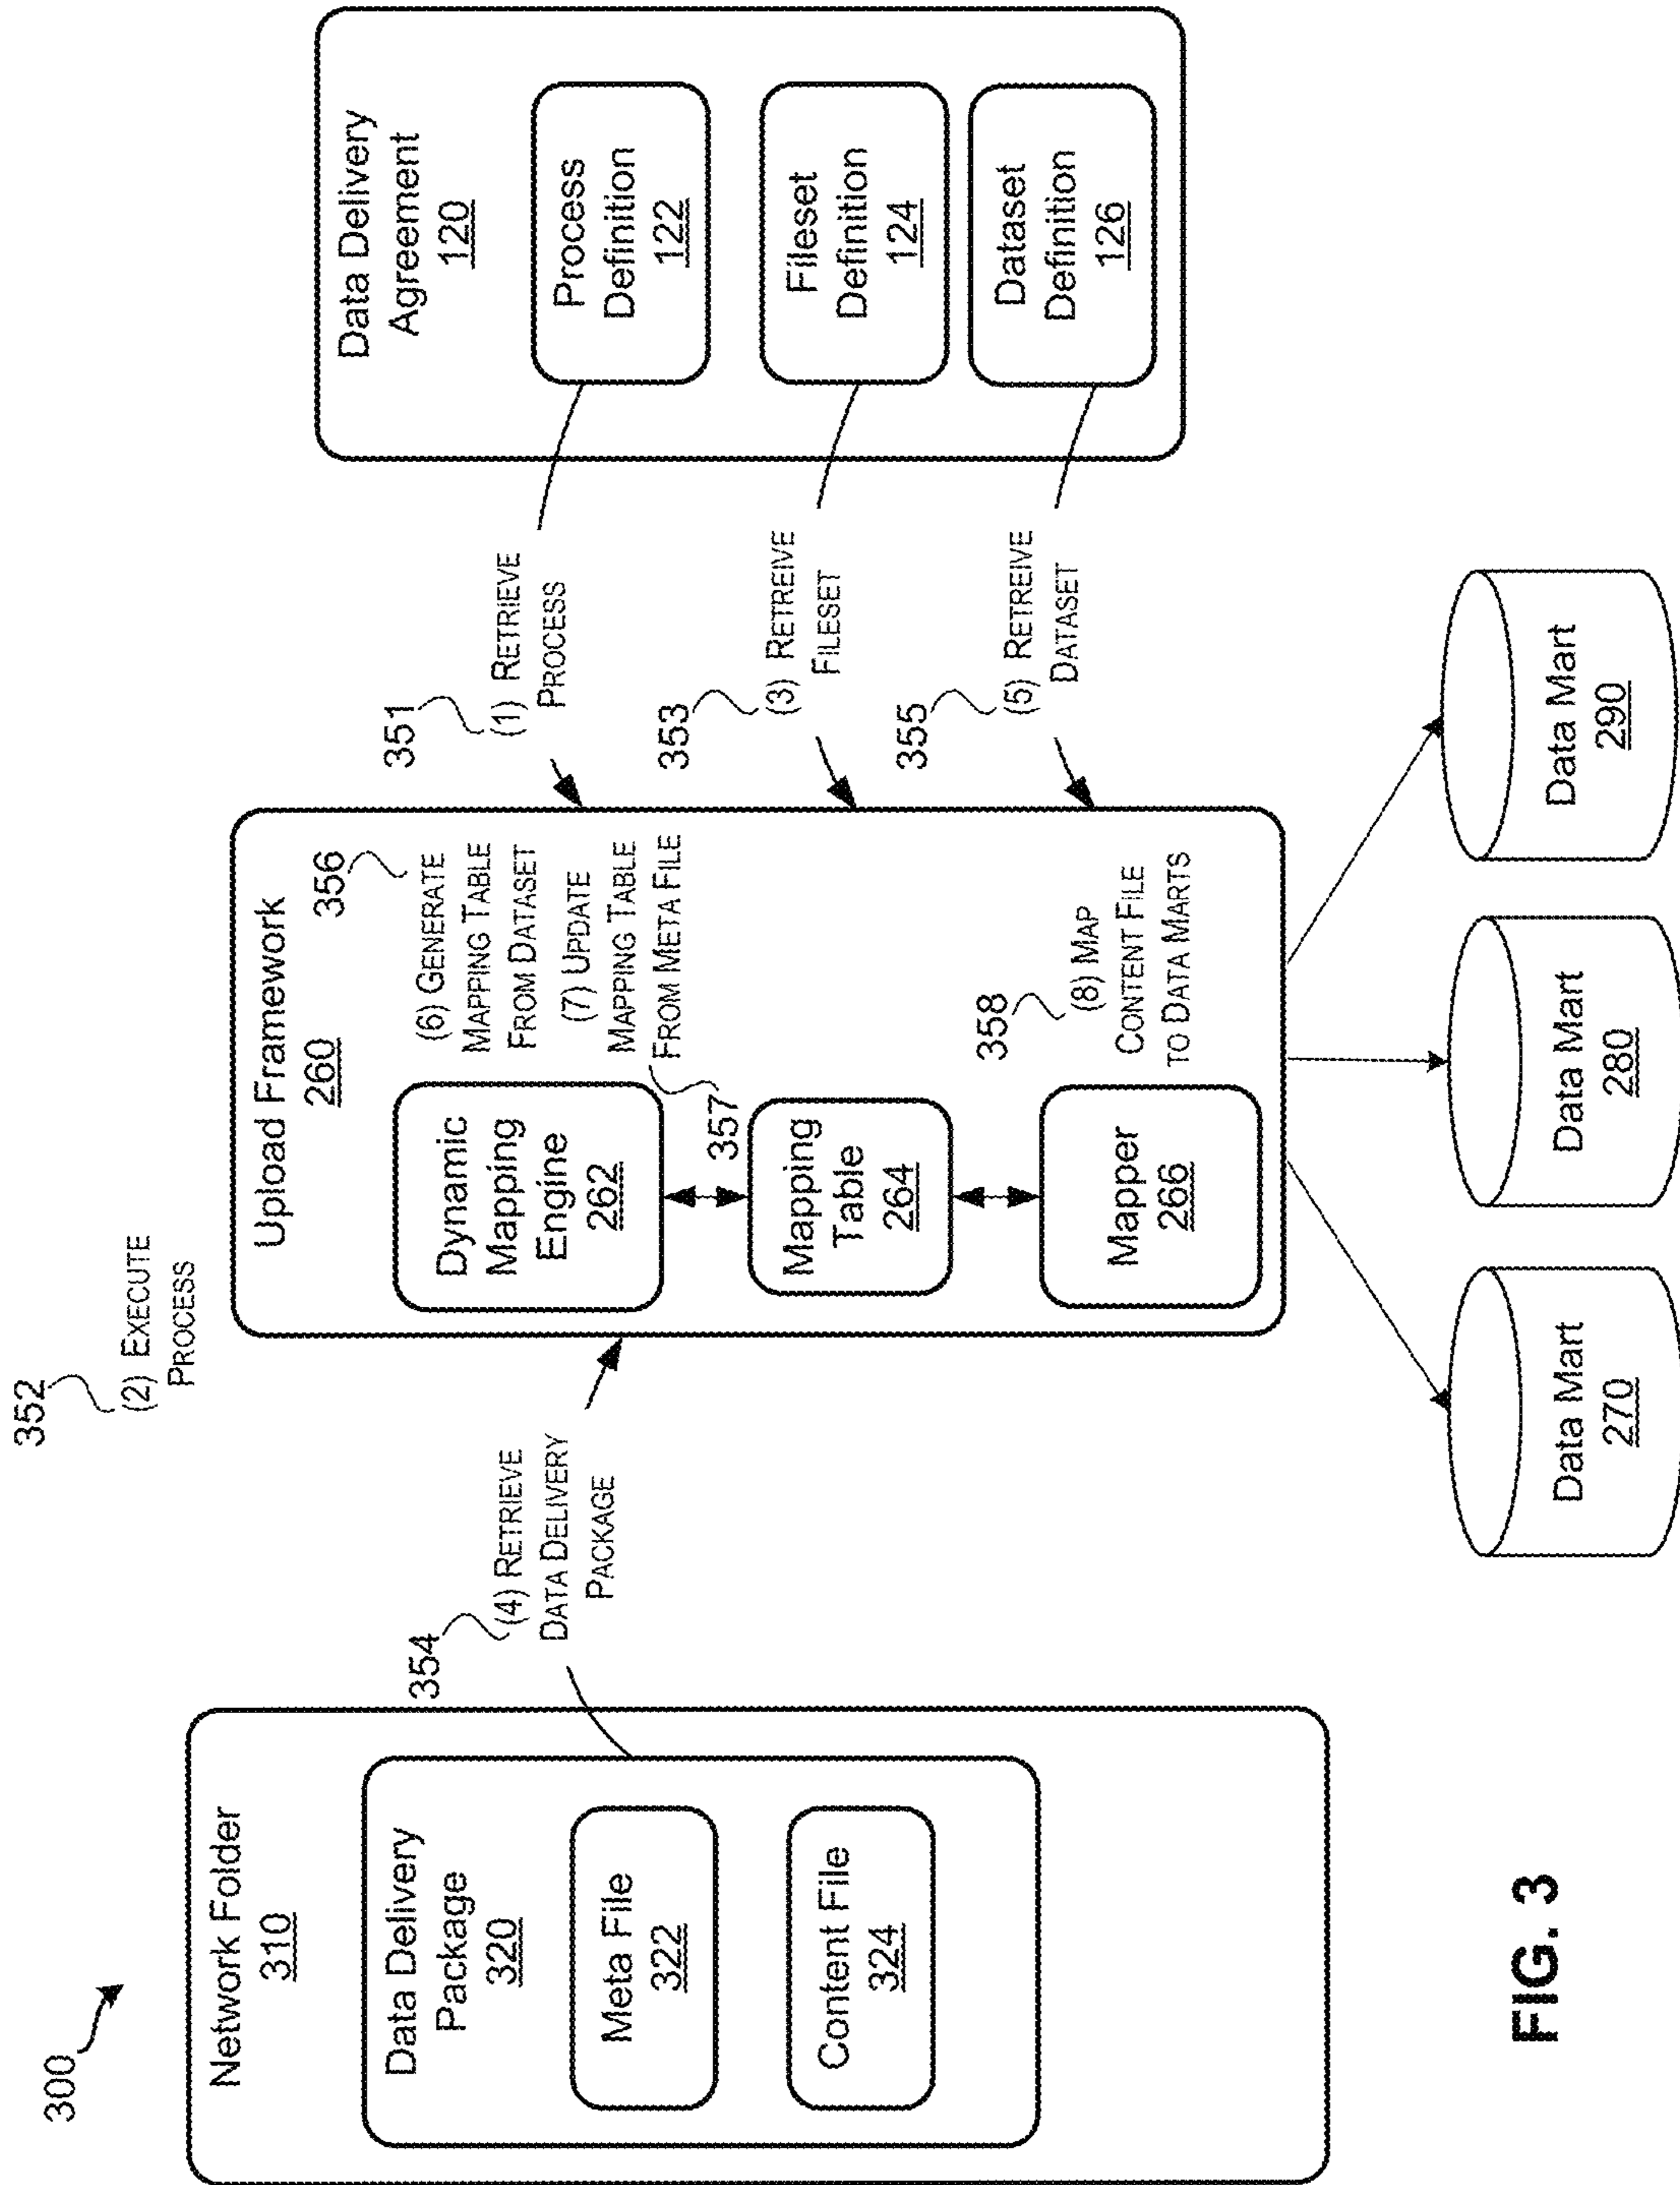 300
352
(2) EXECUTE
PROCESS
Network Folder
310
Data Delivery
Package
320
Meta File
322
Content File
324
354
(4) RETRIEVE
DATA DELIVERY
PACKAGE
Upload Framework
260
Dynamic
Mapping
Engine
262
Mapping
Table
264
Mapper
266
356
(6) GENERATE
MAPPING TABLE
FROM DATASET
(7) UPDATE
MAPPING TABLE
FROM META FILE
357
358
(8) MAP
CONTENT FILE
TO DATA MARTS
351
(1) RETRIEVE
PROCESS
353
(3) RETREIVE
FILESET
355
(5) RETREIVE
DATASET
Data Delivery
Agreement
120
Process
Definition
122
Fileset
Definition
124
Dataset
Definition
126
Data Mart
270
Data Mart
280
Data Mart
290
FIG. 3